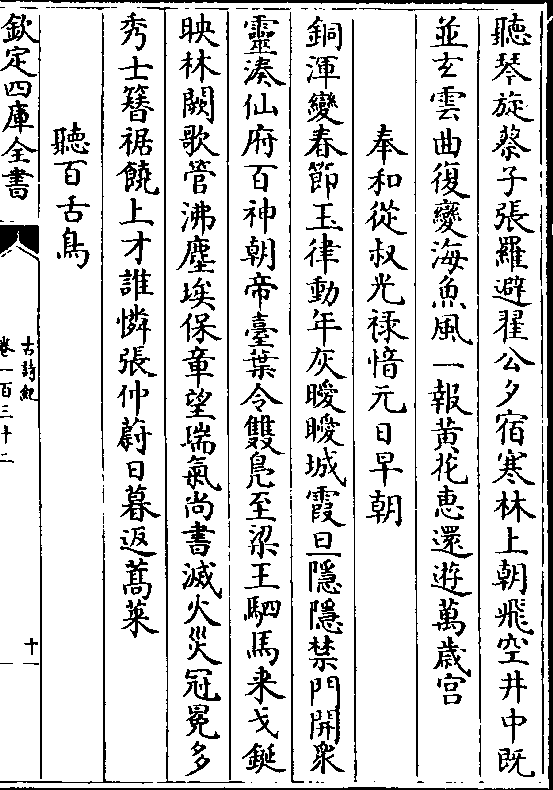 聽琴旋蔡子張羅避翟公夕宿寒林上朝飛空井中既
並玄雲曲復變海魚風一報黄花惠還遊萬歲宫
奉和從叔光禄愔元日早朝
銅渾變春節玉律動年灰曖曖城霞旦隱隱禁門開衆
靈湊仙府百神朝帝臺葉令雙鳬至梁王駟馬来戈鋋
映林闕歌管沸塵埃保章望瑞氣尚書滅火災冠冕多
秀士簪裾饒上才誰憐張仲蔚日暮返蒿萊
聽百舌鳥
欽定四庫全書
古詩紀
卷一百三十二
十